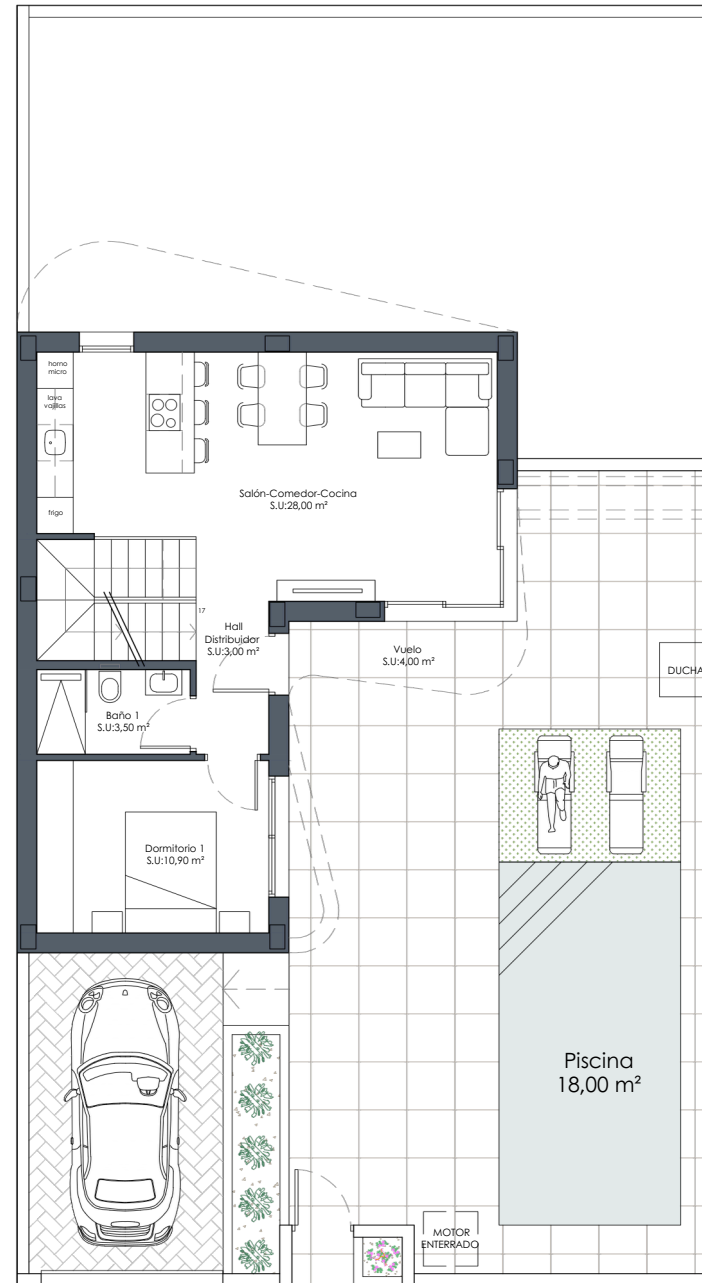 horno
micro
lava
vajillas
frigo
Salón-Comedor-Cocina
S.U:28,00 m²
17
Hall
Distribuidor
S.U:3,00 m²
Vuelo
S.U:4,00 m²
DUCHA
Baño 1
S.U:3,50 m²
Dormitorio 1
S.U:10,90 m²
Piscina
18,00 m²
MOTOR
ENTERRADO